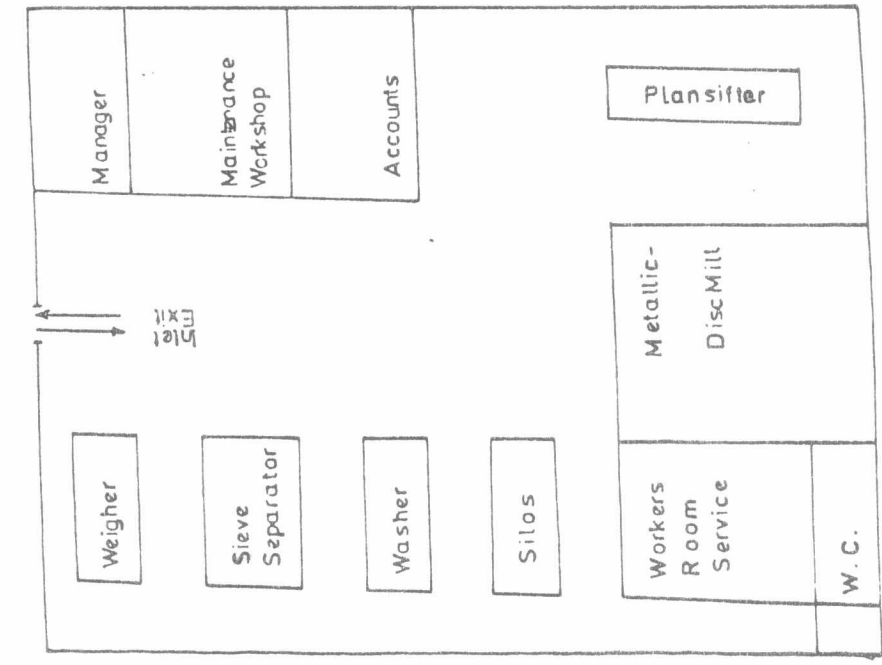 Manager
Maintenance
Workshop
Accounts
Plansifter
Exit
Inlet
Metallic-
Disc Mill
Weigher
Sieve
Separator
Washer
Silos
Workers
Room
Service
W.C.